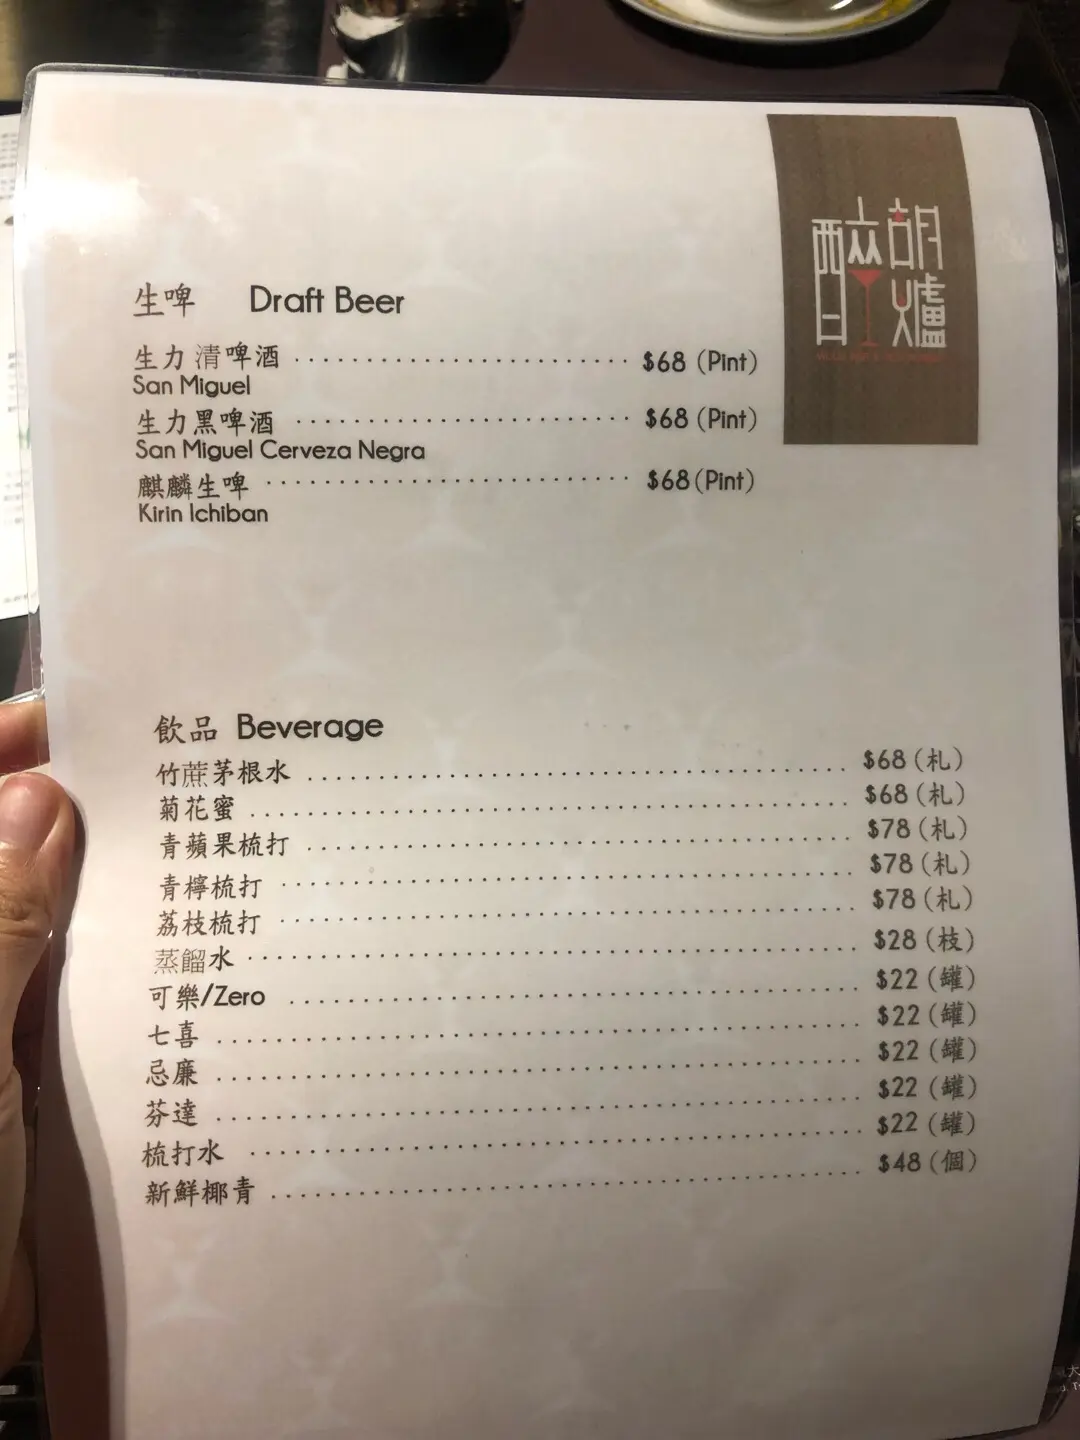 醉胡爐
生啤 Draft Beer
生力清啤酒 $68 (Pint)
San Miguel
生力黑啤酒 $68 (Pint)
San Miguel Cerveza Negra
麒麟生啤 $68 (Pint)
Kirin Ichiban
飲品 Beverage
竹蔗茅根水 $68 (札)
菊花蜜 $68 (札)
青蘋果梳打 $78 (札)
青檸梳打 $78 (札)
荔枝梳打 $78 (札)
蒸餾水 $28 (枝)
可樂/Zero $22 (罐)
七喜 $22 (罐)
忌廉 $22 (罐)
芬達 $22 (罐)
梳打水 $22 (罐)
新鮮椰青 $48 (個)